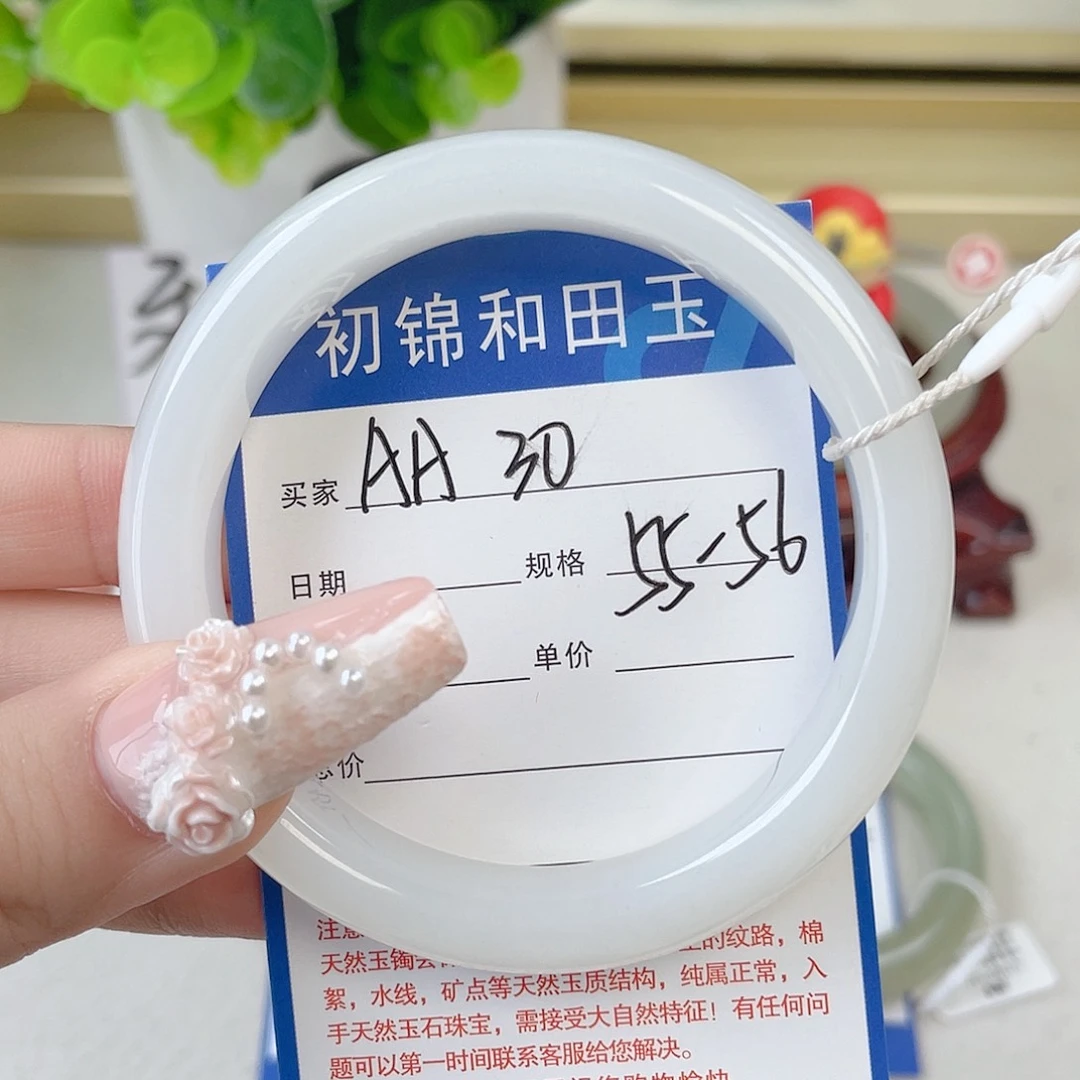 初锦和田玉
买家 AA 30
日期 规格 55-56
单价
总价
注意
天然玉镯会 的纹路，棉
絮，水线，矿点等天然玉质结构，纯属正常，入
手天然玉石珠宝，需接受大自然特征！有任何问
题可以第一时间联系客服给您解决。